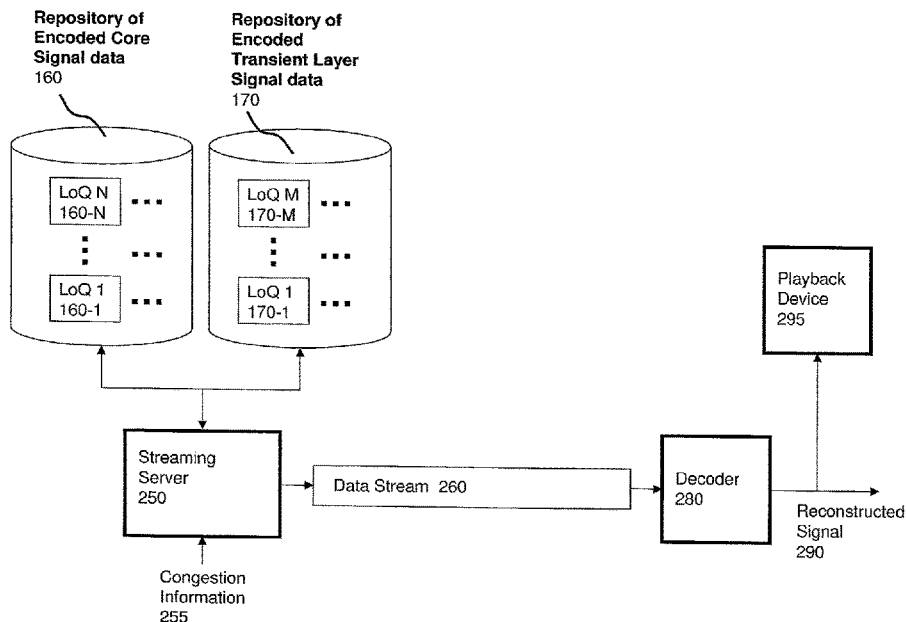 Repository of
Encoded Core
Signal data
160
Repository of
Encoded
Transient Layer
Signal data
170
LoQ N
160-N
LoQ 1
160-1
LoQ M
170-M
LoQ 1
170-1
Playback
Device
295
Streaming
Server
250
Data Stream 260
Decoder
280
Reconstructed
Signal
290
Congestion
Information
255